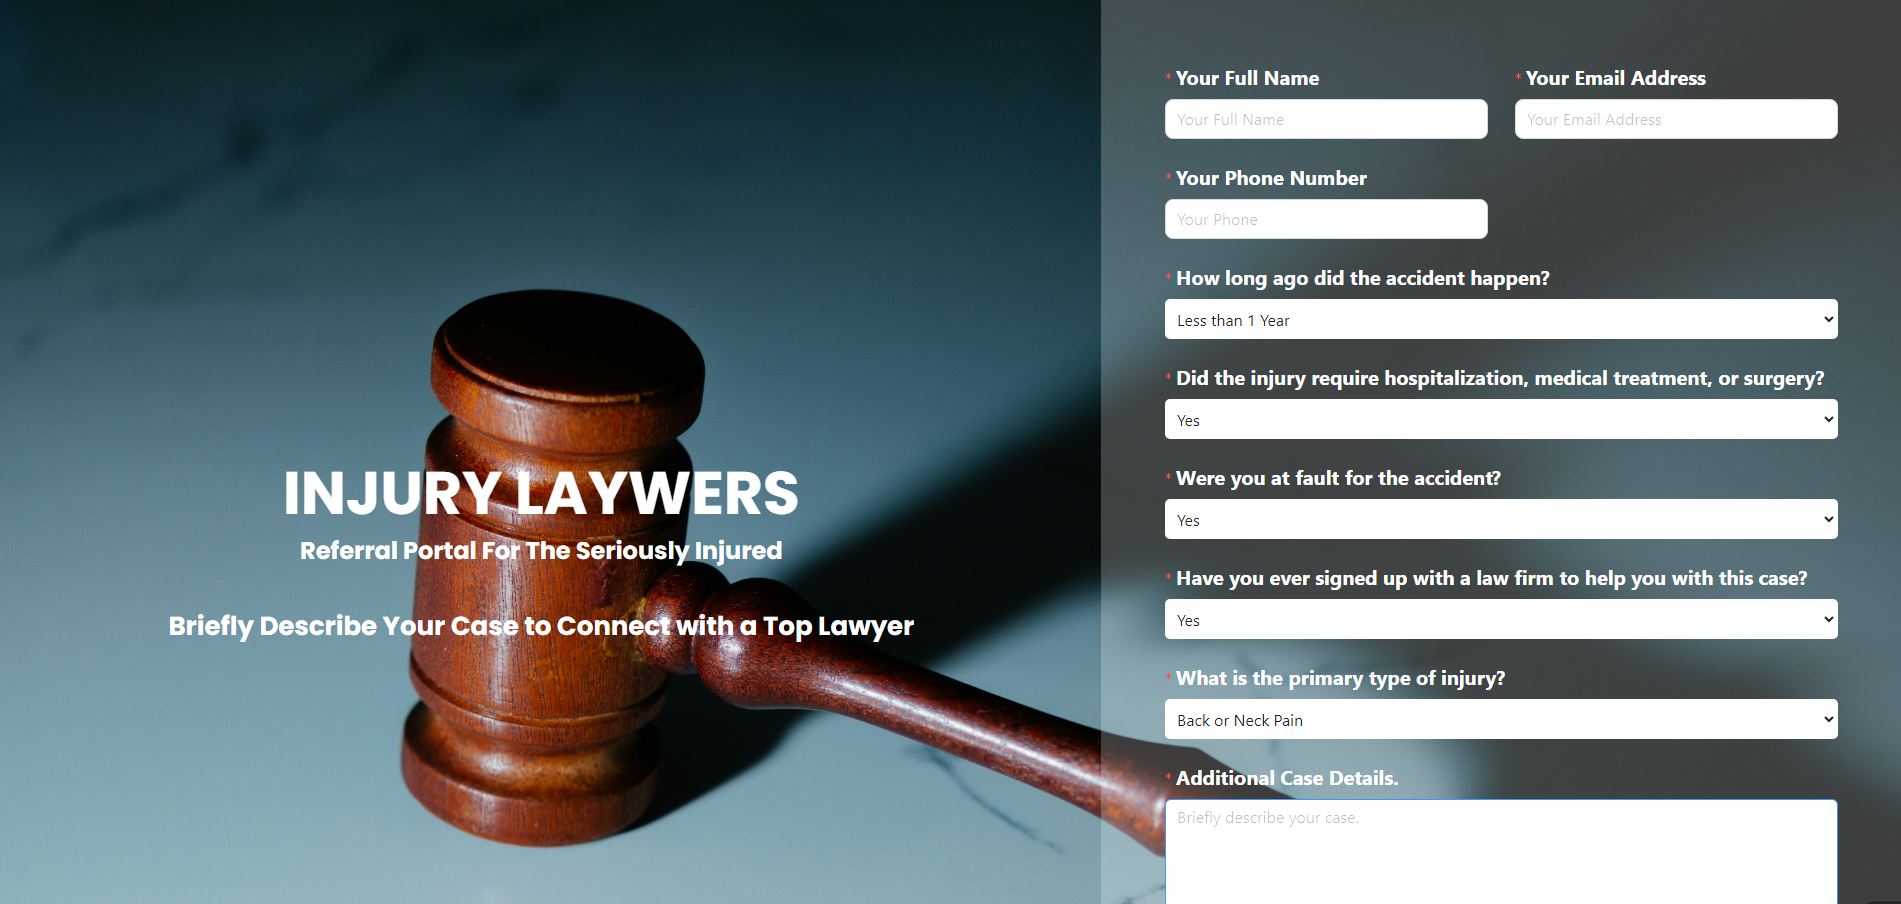 INJURY LAYWERS
Referral Portal For The Seriously Injured
Briefly Describe Your Case to Connect with a Top Lawyer
* Your Full Name
Your Full Name
* Your Email Address
Your Email Address
* Your Phone Number
Your Phone
* How long ago did the accident happen?
Less than 1 Year
* Did the injury require hospitalization, medical treatment, or surgery?
Yes
* Were you at fault for the accident?
Yes
* Have you ever signed up with a law firm to help you with this case?
Yes
* What is the primary type of injury?
Back or Neck Pain
* Additional Case Details.
Briefly describe your case.